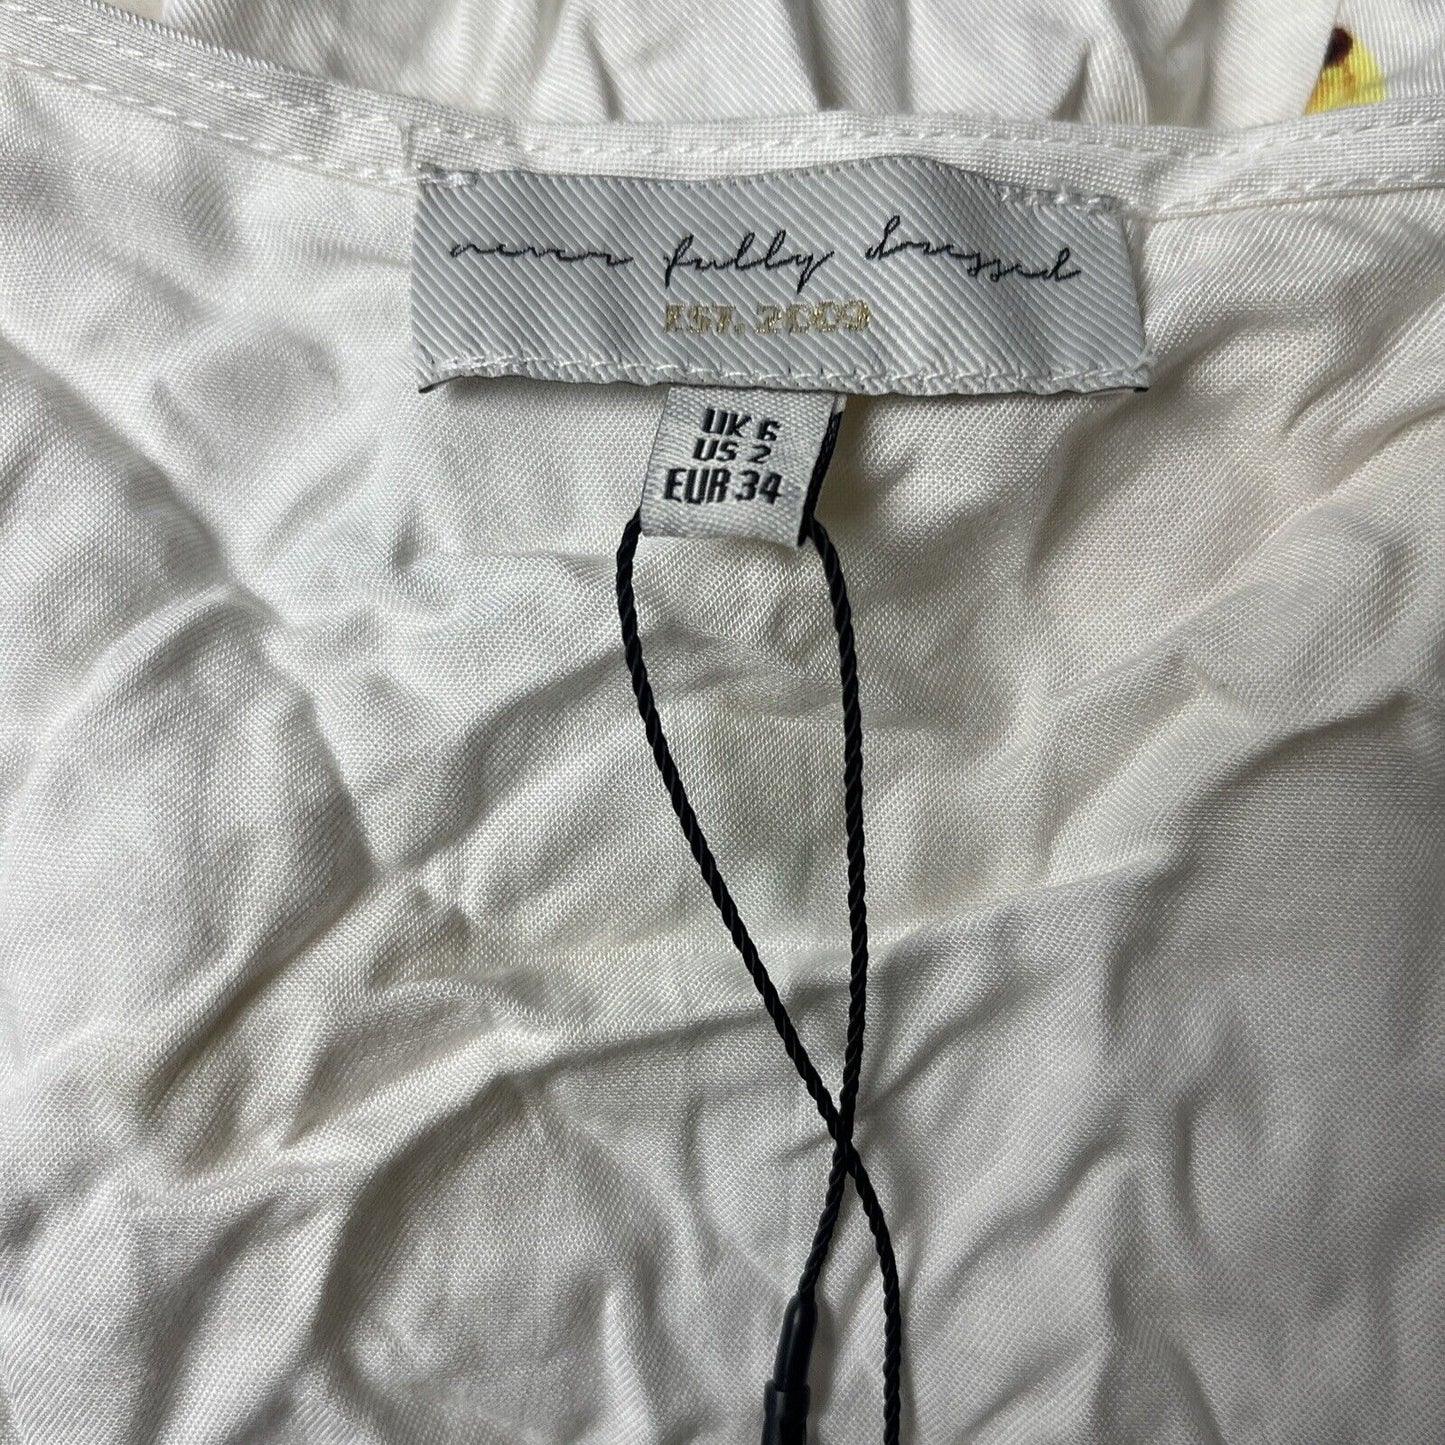 never fully dressed
EST. 2009
UK 6
US 2
EUR 34